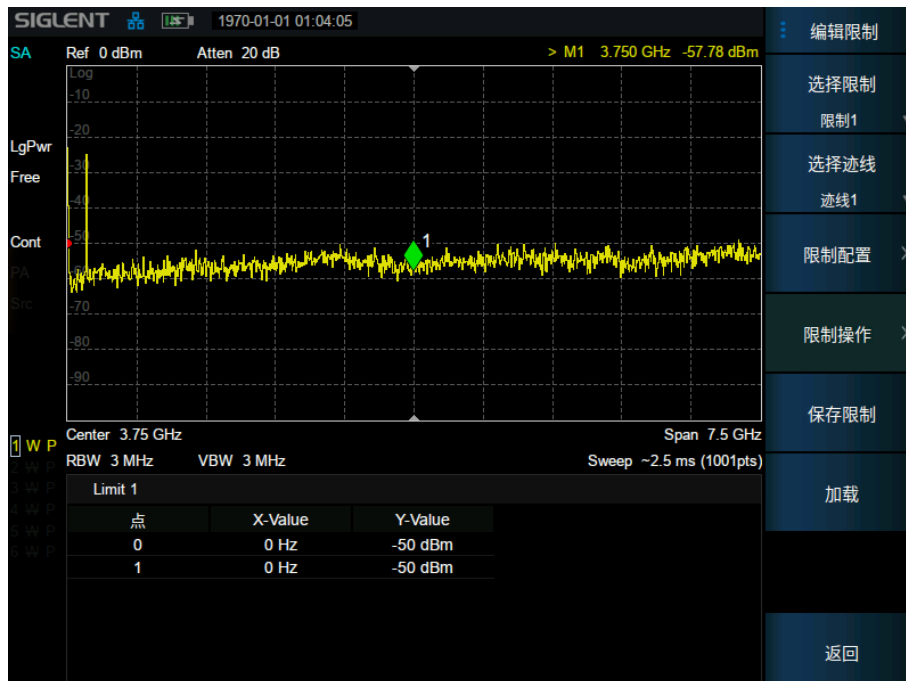 SIGLENT 1970-01-01 01:04:05
SA Ref 0 dBm Atten 20 dB > M1 3.750 GHz -57.78 dBm
Log
-10
-20
LgPwr
-30
Free
-40
Cont
-50
1
PA
-60
Src
-70
-80
-90
Center 3.75 GHz Span 7.5 GHz
1 W P
RBW 3 MHz VBW 3 MHz Sweep ~2.5 ms (1001pts)
2 W P
3 W P
4 W P
5 W P
6 W P
Limit 1
点 X-Value Y-Value
0 0 Hz -50 dBm
1 0 Hz -50 dBm
编辑限制
选择限制
限制1
选择迹线
迹线1
限制配置
限制操作
保存限制
加载
返回